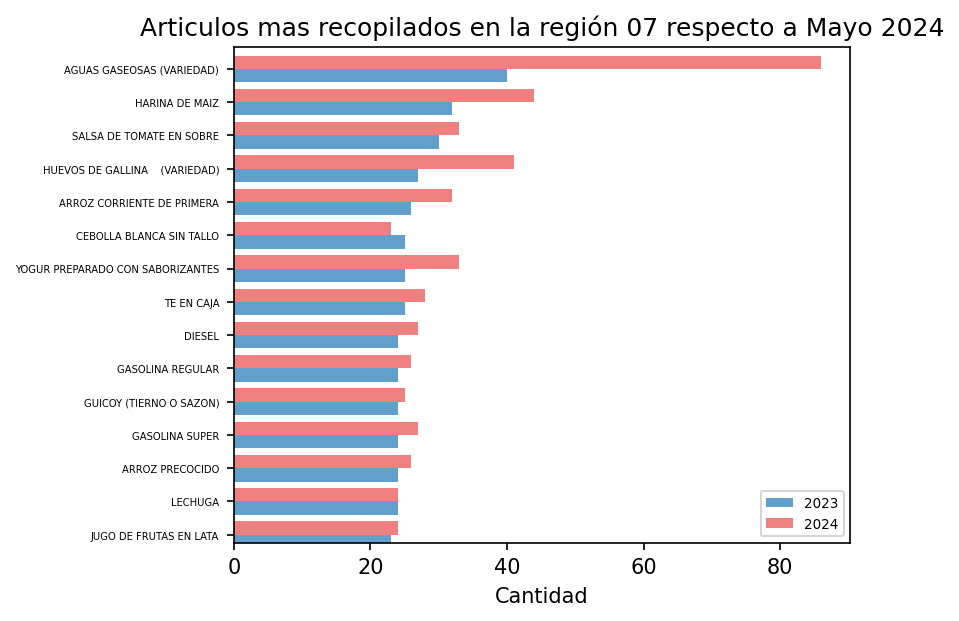 Articulos mas recopilados en la región 07 respecto a Mayo 2024
AGUAS GASEOSAS (VARIEDAD)
HARINA DE MAIZ
SALSA DE TOMATE EN SOBRE
HUEVOS DE GALLINA    (VARIEDAD)
ARROZ CORRIENTE DE PRIMERA
CEBOLLA BLANCA SIN TALLO
YOGUR PREPARADO CON SABORIZANTES
TE EN CAJA
DIESEL
GASOLINA REGULAR
GUICOY (TIERNO O SAZON)
GASOLINA SUPER
ARROZ PRECOCIDO
LECHUGA
JUGO DE FRUTAS EN LATA
2023
2024
0 20 40 60 80
Cantidad